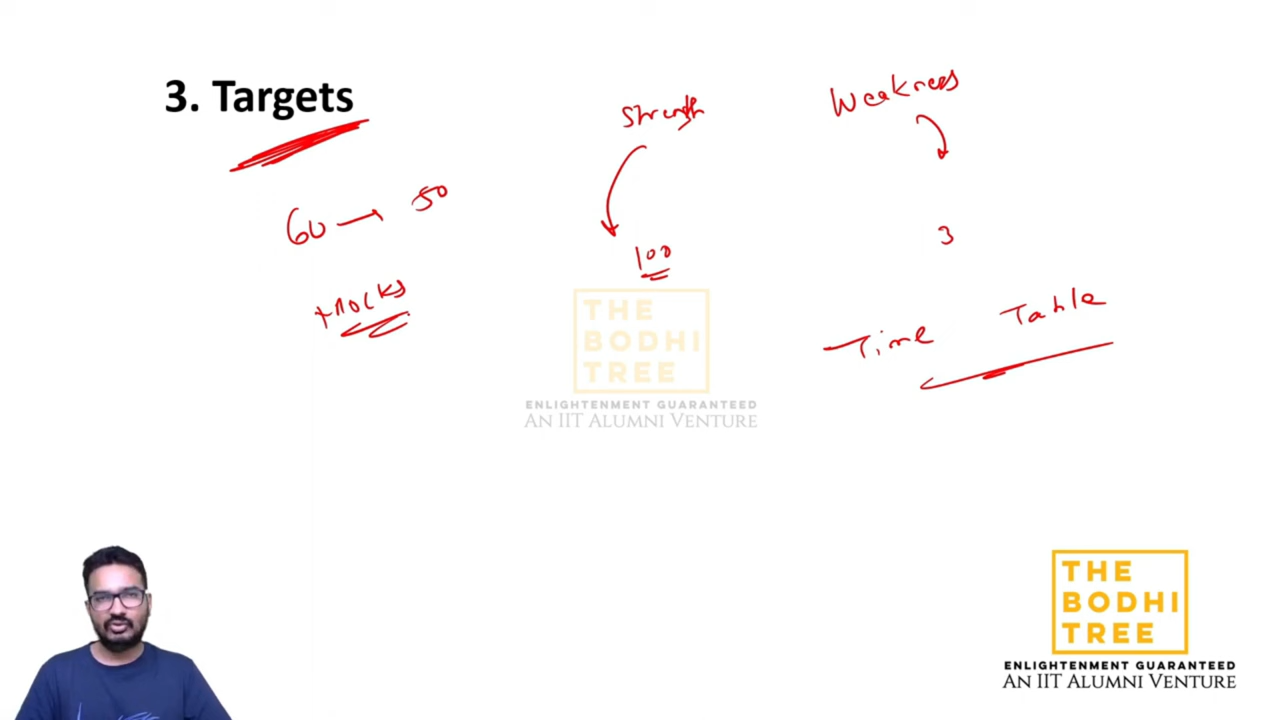 3. Targets
Strength
Weakness
60 → 50
100
3
mocks
Time Table
THE
BODHI
TREE
ENLIGHTENMENT GUARANTEED
AN IIT ALUMNI VENTURE
THE
BODHI
TREE
ENLIGHTENMENT GUARANTEED
AN IIT ALUMNI VENTURE